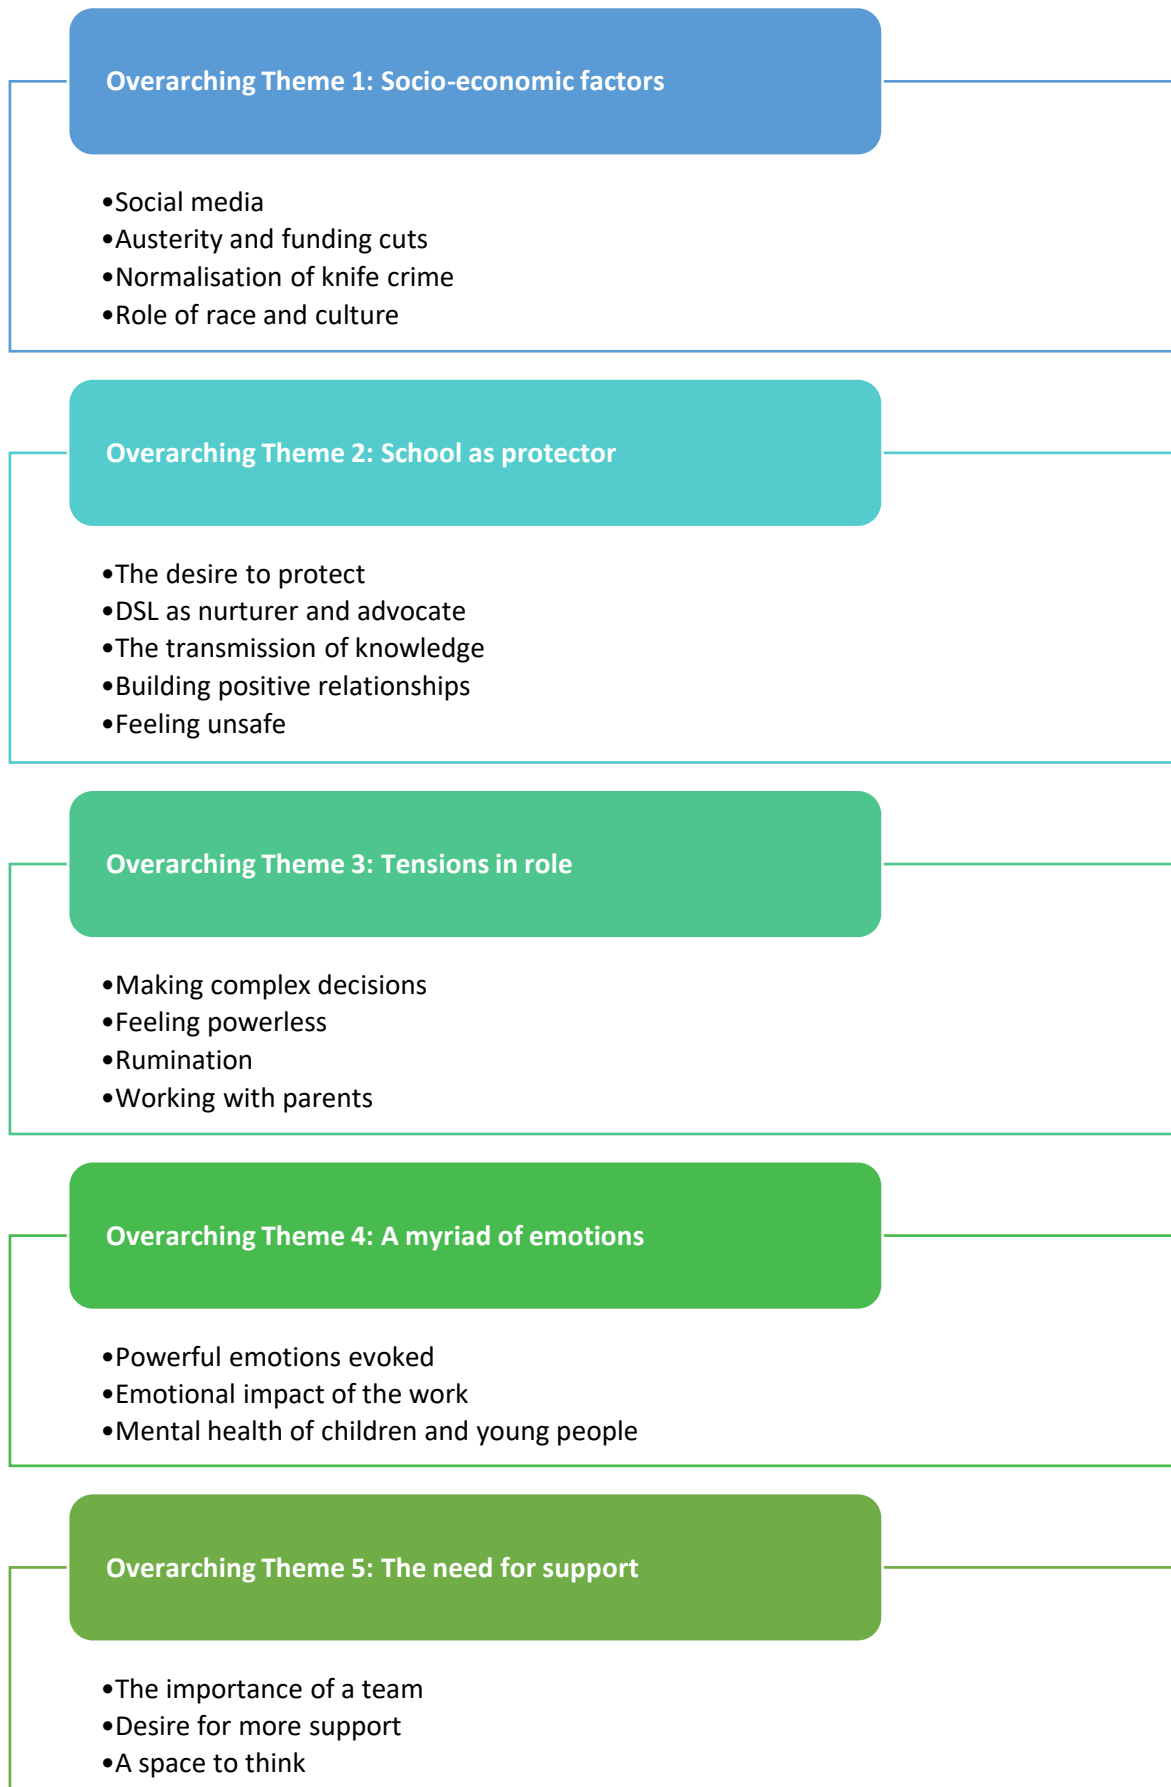 Overarching Theme 1: Socio-economic factors
•Social media
•Austerity and funding cuts
•Normalisation of knife crime
•Role of race and culture
Overarching Theme 2: School as protector
•The desire to protect
•DSL as nurturer and advocate
•The transmission of knowledge
•Building positive relationships
•Feeling unsafe
Overarching Theme 3: Tensions in role
•Making complex decisions
•Feeling powerless
•Rumination
•Working with parents
Overarching Theme 4: A myriad of emotions
•Powerful emotions evoked
•Emotional impact of the work
•Mental health of children and young people
Overarching Theme 5: The need for support
•The importance of a team
•Desire for more support
•A space to think